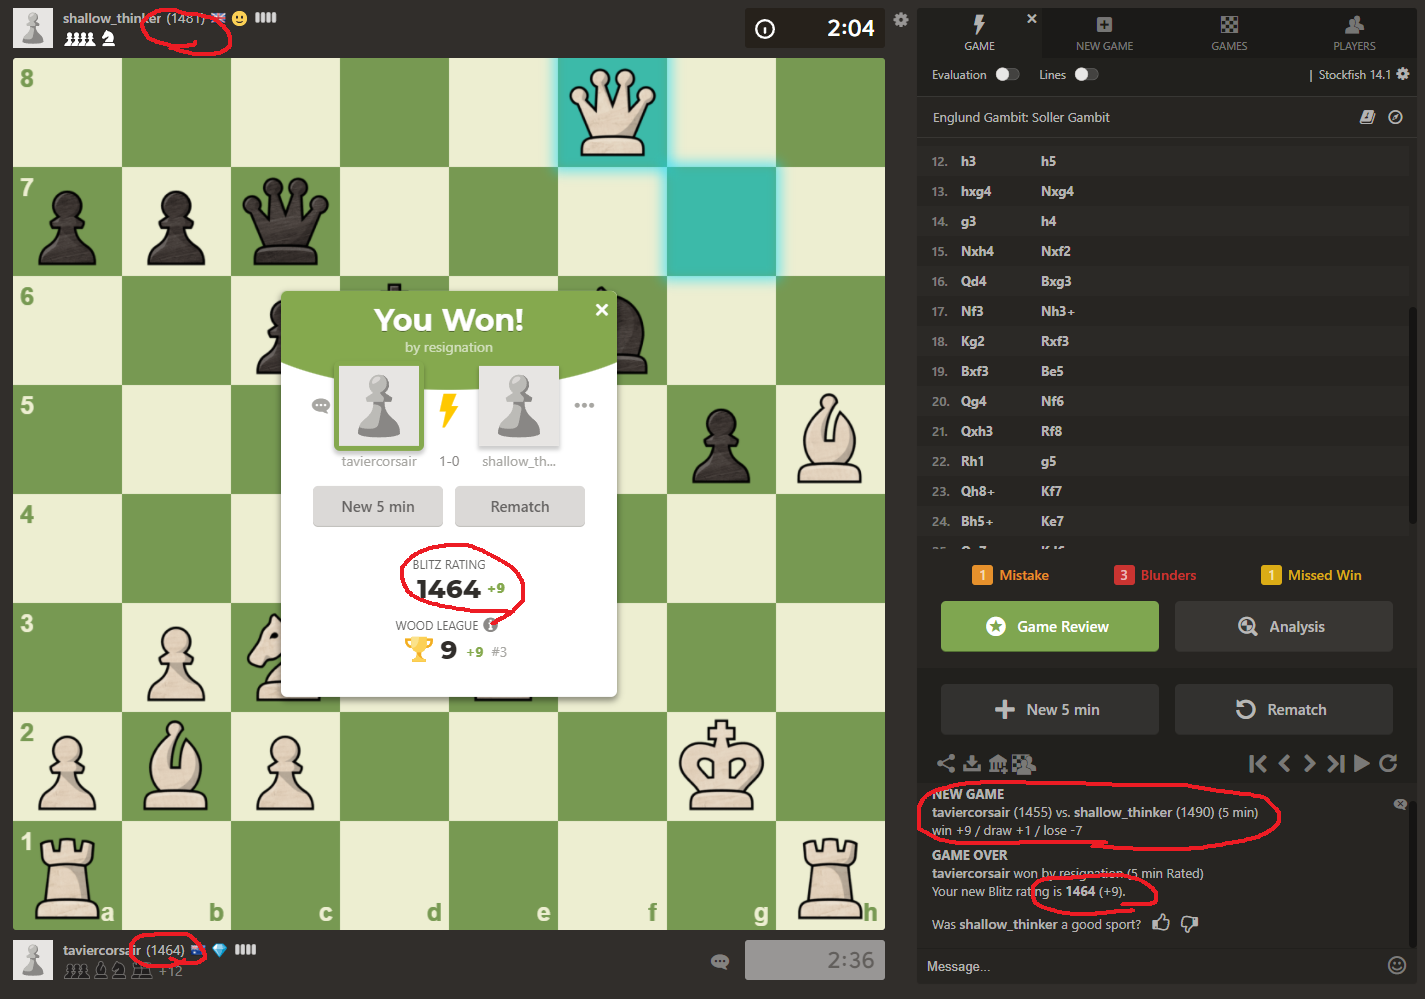 shallow_thinker (1481)
2:04
8
7
6
5
4
3
2
1
a
b
c
d
e
f
g
h
You Won!
by resignation
taviercorsair
1-0
shallow_th...
New 5 min
Rematch
BLITZ RATING
1464 +9
WOOD LEAGUE
9 +9 #3
taviercorsair (1464)
+12
2:36
GAME
NEW GAME
GAMES
PLAYERS
Evaluation
Lines
| Stockfish 14.1
Englund Gambit: Soller Gambit
12. h3 h5
13. hxg4 Nxg4
14. g3 h4
15. Nxh4 Nxf2
16. Qd4 Bxg3
17. Nf3 Nh3+
18. Kg2 Rxf3
19. Bxf3 Be5
20. Qg4 Nf6
21. Qxh3 Rf8
22. Rh1 g5
23. Qh8+ Kf7
24. Bh5+ Ke7
1 Mistake
3 Blunders
1 Missed Win
Game Review
Analysis
New 5 min
Rematch
NEW GAME
taviercorsair (1455) vs. shallow_thinker (1490) (5 min)
win +9 / draw +1 / lose -7
GAME OVER
taviercorsair won by resignation (5 min Rated)
Your new Blitz rating is 1464 (+9).
Was shallow_thinker a good sport?
Message...